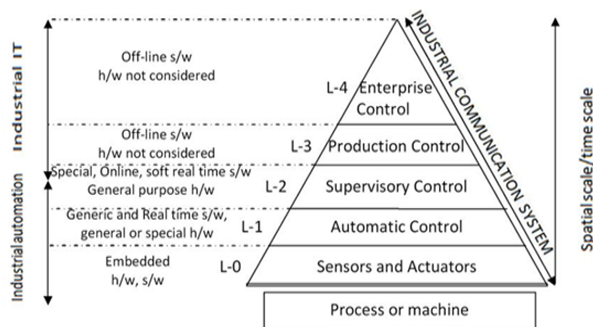 Industrial IT
Industrial automation
Off-line s/w
h/w not considered
L-4
Enterprise
Control
Off-line s/w
h/w not considered
L-3
Production Control
Special, Online, soft real time s/w
General purpose h/w
L-2
Supervisory Control
Generic and Real time s/w,
general or special h/w
L-1
Automatic Control
Embedded
h/w, s/w
L-0
Sensors and Actuators
Process or machine
INDUSTRIAL COMMUNICATION SYSTEM
Spatial scale/time scale